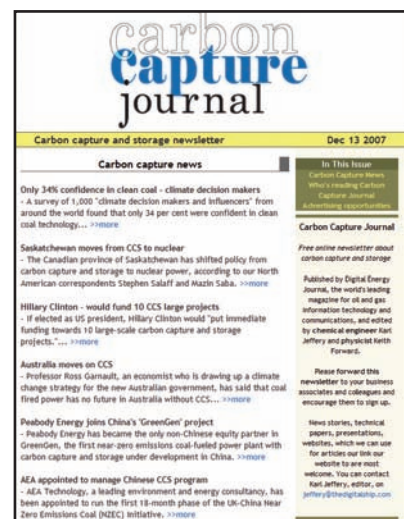 carbon
capture
journal
Carbon capture and storage newsletter Dec 13 2007
Carbon capture news
Only 34% confidence in clean coal - climate decision makers
- A survey of 1,000 "climate decision makers and influencers" from
around the world found that only 34 per cent were confident in clean
coal technology... >>more
Saskatchewan moves from CCS to nuclear
- The Canadian province of Saskatchewan has shifted policy from
carbon capture and storage to nuclear power, according to our North
American correspondents Stephen Salaff and Mazin Saba. >>more
Hillary Clinton - would fund 10 CCS large projects
- If elected as US president, Hillary Clinton would "put immediate
funding towards 10 large-scale carbon capture and storage
projects."... >>more
Australia moves on CCS
- Professor Ross Garnault, an economist who is drawing up a climate
change strategy for the new Australian government, has said that coal
fired power has no future in Australia without CCS... >>more
Peabody Energy joins China's 'GreenGen' project
- Peabody Energy has became the only non-Chinese equity partner in
GreenGen, the first near-zero emissions coal-fueled power plant with
carbon capture and storage under development in China. >>more
AEA appointed to manage Chinese CCS program
- AEA Technology, a leading environment and energy consultancy, has
been appointed to run the first 18-month phase of the UK-China Near
Zero Emissions Coal (NZEC) Initiative. >>more
In This Issue
Carbon Capture News
Who's reading Carbon
Capture Journal
Advertising opportunities
Carbon Capture Journal
Free online newsletter about
carbon capture and storage
Published by Digital Energy
Journal, the world's leading
magazine for oil and gas
information technology and
communications, and edited
by chemical engineer Karl
Jeffery and physicist Keith
Forward.
Please forward this
newsletter to your business
associates and colleagues and
encourage them to sign up.
News stories, technical
papers, presentations,
websites, which we can use
for articles our link our
website to are most
welcome. You can contact
Karl Jeffery, editor, on
jeffery@thedigitalship.com